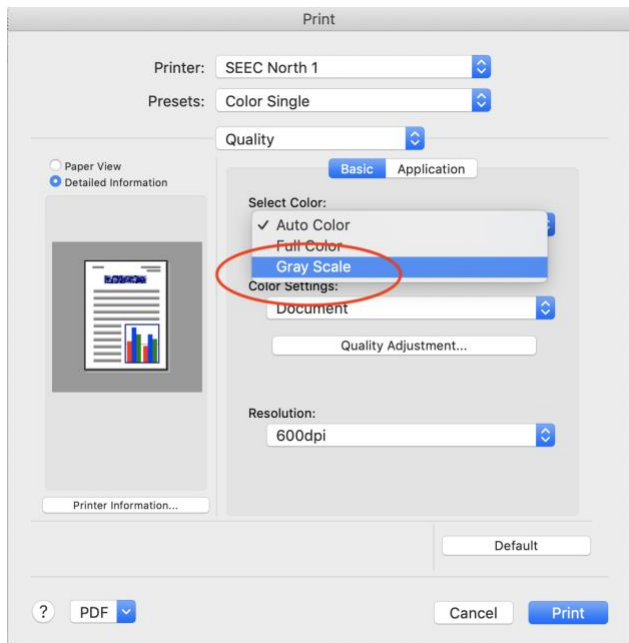 Print
Printer: SEEC North 1
Presets: Color Single
Quality
Paper View
Detailed Information
Basic Application
Select Color:
✓ Auto Color
Full Color
Gray Scale
Color Settings:
Document
Quality Adjustment...
Resolution:
600dpi
Printer Information...
Default
? PDF Cancel Print